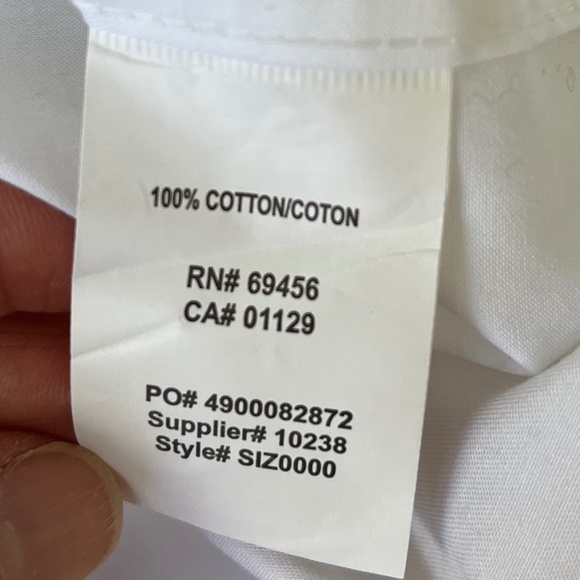 100% COTTON/COTON
RN# 69456
CA# 01129
PO# 4900082872
Supplier# 10238
Style# SIZ0000